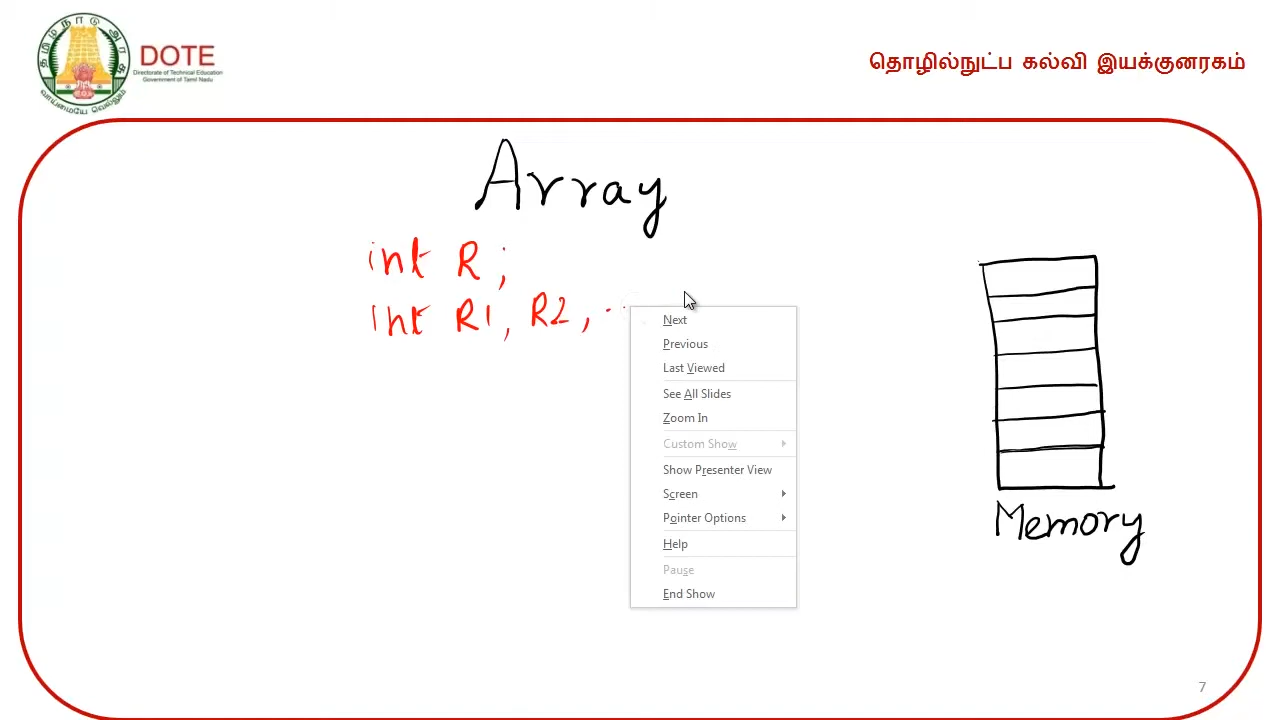 தமிழ்நாடு அரசு
வாய்மையே வெல்லும்
DOTE
Directorate of Technical Education
Government of Tamil Nadu
தொழில்நுட்ப கல்வி இயக்குனரகம்
Array
int R ;
int R1, R2, ...
Next
Previous
Last Viewed
See All Slides
Zoom In
Custom Show
Show Presenter View
Screen
Pointer Options
Help
Pause
End Show
Memory
7